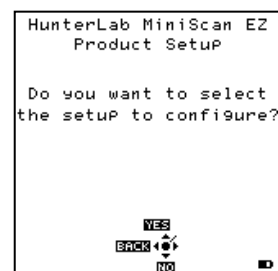 HunterLab MiniScan EZ
Product Setup
Do you want to select
the setup to configure?
YES
BACK
NO